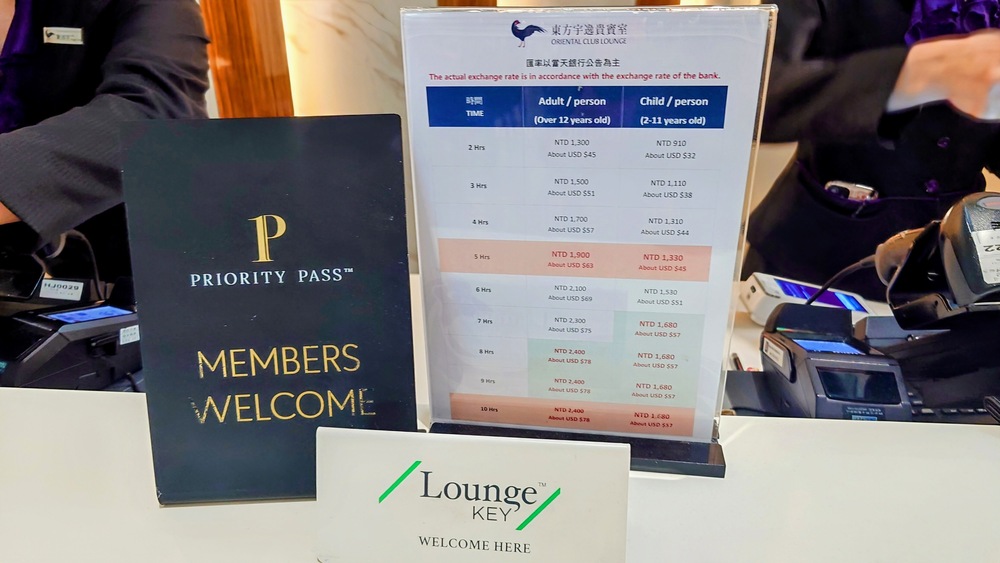 P
PRIORITY PASS™
MEMBERS
WELCOME
東方宇逸貴賓室
ORIENTAL CLUB LOUNGE
匯率以當天銀行公告為主
The actual exchange rate is in accordance with the exchange rate of the bank.
時間 Adult / person Child / person
TIME (Over 12 years old) (2-11 years old)
2 Hrs NTD 1,300 NTD 910
About USD $45 About USD $32
3 Hrs NTD 1,500 NTD 1,110
About USD $51 About USD $38
4 Hrs NTD 1,700 NTD 1,310
About USD $57 About USD $44
5 Hrs NTD 1,900 NTD 1,330
About USD $63 About USD $45
6 Hrs NTD 2,100 NTD 1,530
About USD $69 About USD $51
7 Hrs NTD 2,300 NTD 1,680
About USD $75 About USD $57
8 Hrs NTD 2,400 NTD 1,680
About USD $78 About USD $57
9 Hrs NTD 2,400 NTD 1,680
About USD $78 About USD $57
10 Hrs NTD 2,400 NTD 1,680
About USD $78 About USD $57
Lounge™
KEY
WELCOME HERE
HJ0029